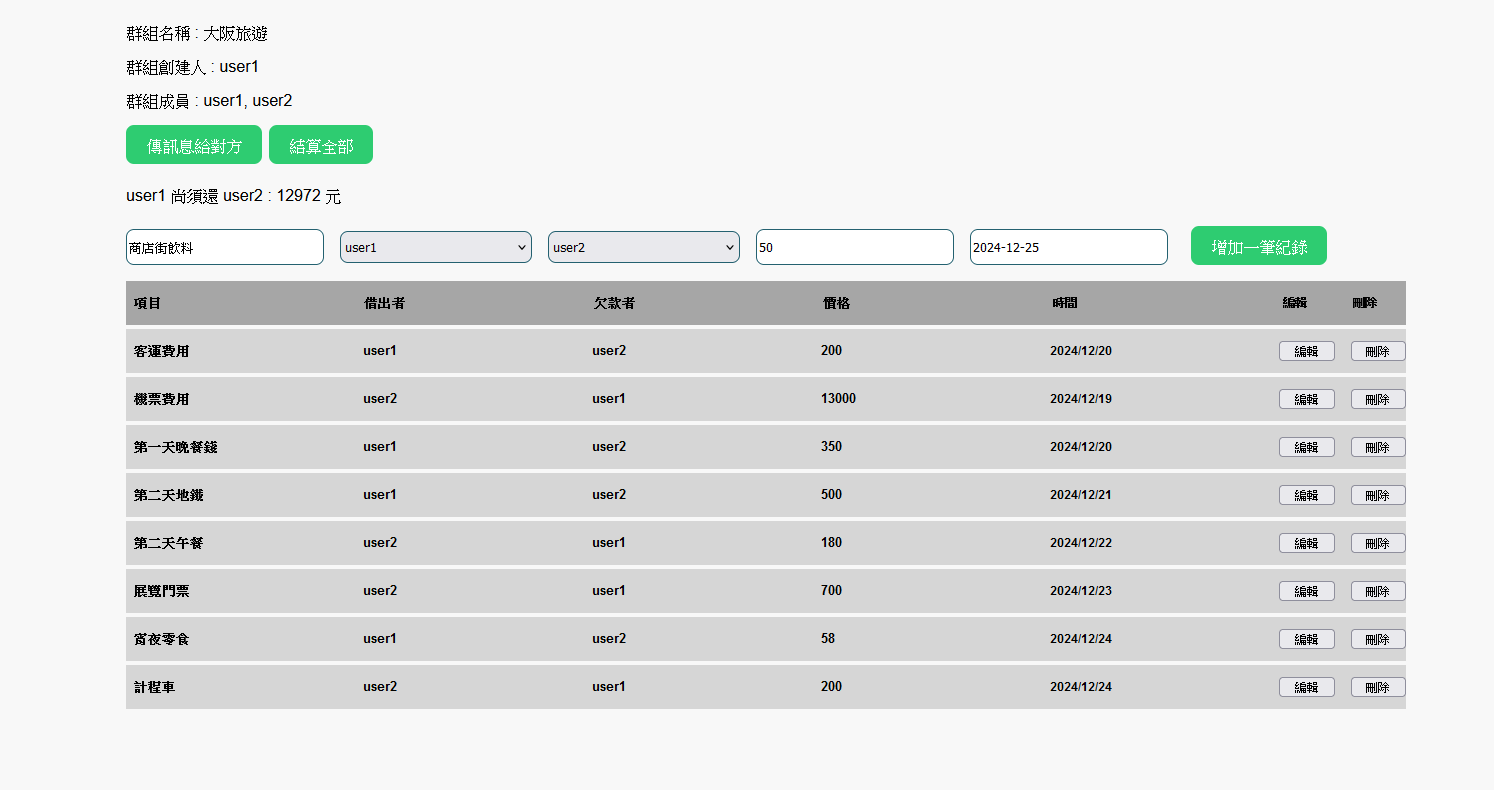 群組名稱 : 大阪旅遊
群組創建人 : user1
群組成員 : user1, user2
傳訊息給對方 結算全部
user1 尚須還 user2 : 12972 元
商店街飲料 user1 user2 50 2024-12-25 增加一筆紀錄
項目 借出者 欠款者 價格 時間 編輯 刪除
客運費用 user1 user2 200 2024/12/20 編輯 刪除
機票費用 user2 user1 13000 2024/12/19 編輯 刪除
第一天晚餐錢 user1 user2 350 2024/12/20 編輯 刪除
第二天地鐵 user1 user2 500 2024/12/21 編輯 刪除
第二天午餐 user2 user1 180 2024/12/22 編輯 刪除
展覽門票 user2 user1 700 2024/12/23 編輯 刪除
宵夜零食 user1 user2 58 2024/12/24 編輯 刪除
計程車 user2 user1 200 2024/12/24 編輯 刪除